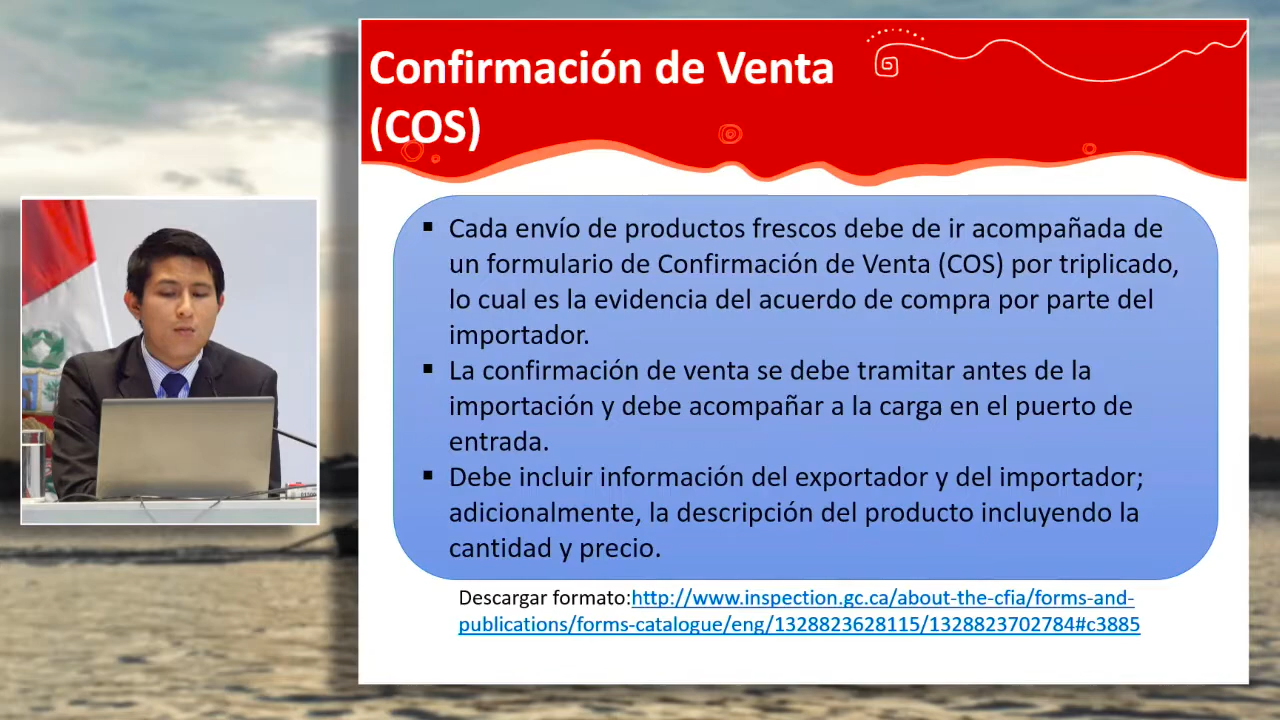 Confirmación de Venta
(COS)
▪ Cada envío de productos frescos debe de ir acompañada de
un formulario de Confirmación de Venta (COS) por triplicado,
lo cual es la evidencia del acuerdo de compra por parte del
importador.
▪ La confirmación de venta se debe tramitar antes de la
importación y debe acompañar a la carga en el puerto de
entrada.
▪ Debe incluir información del exportador y del importador;
adicionalmente, la descripción del producto incluyendo la
cantidad y precio.
Descargar formato:http://www.inspection.gc.ca/about-the-cfia/forms-and-
publications/forms-catalogue/eng/1328823628115/1328823702784#c3885